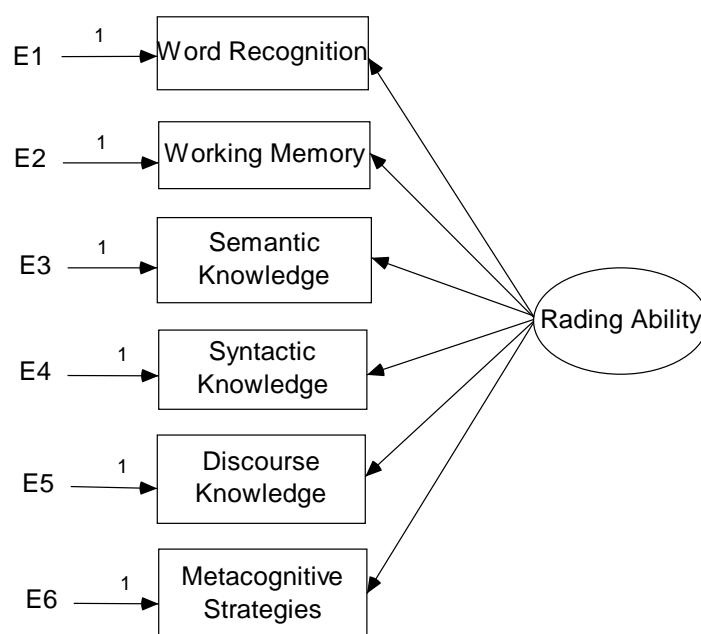 1
E1
Word Recognition
1
E2
Working Memory
1
E3
Semantic
Knowledge
1
E4
Syntactic
Knowledge
1
E5
Discourse
Knowledge
1
E6
Metacognitive
Strategies
Rading Ability